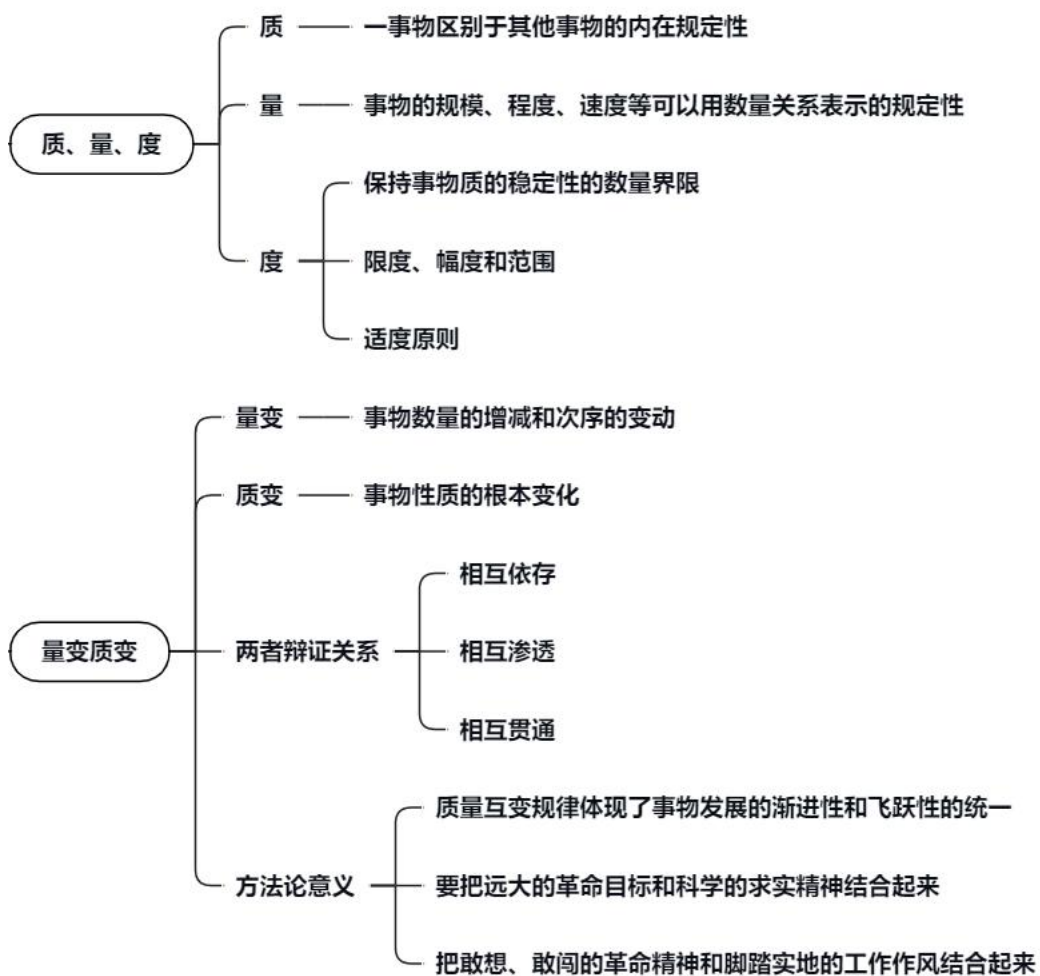 质 一事物区别于其他事物的内在规定性
量 事物的规模、程度、速度等可以用数量关系表示的规定性
质、量、度
保持事物质的稳定性的数量界限
度 限度、幅度和范围
适度原则
量变 事物数量的增减和次序的变动
质变 事物性质的根本变化
相互依存
量变质变 两者辩证关系 相互渗透
相互贯通
质量互变规律体现了事物发展的渐进性和飞跃性的统一
方法论意义 要把远大的革命目标和科学的求实精神结合起来
把敢想、敢闯的革命精神和脚踏实地的工作作风结合起来